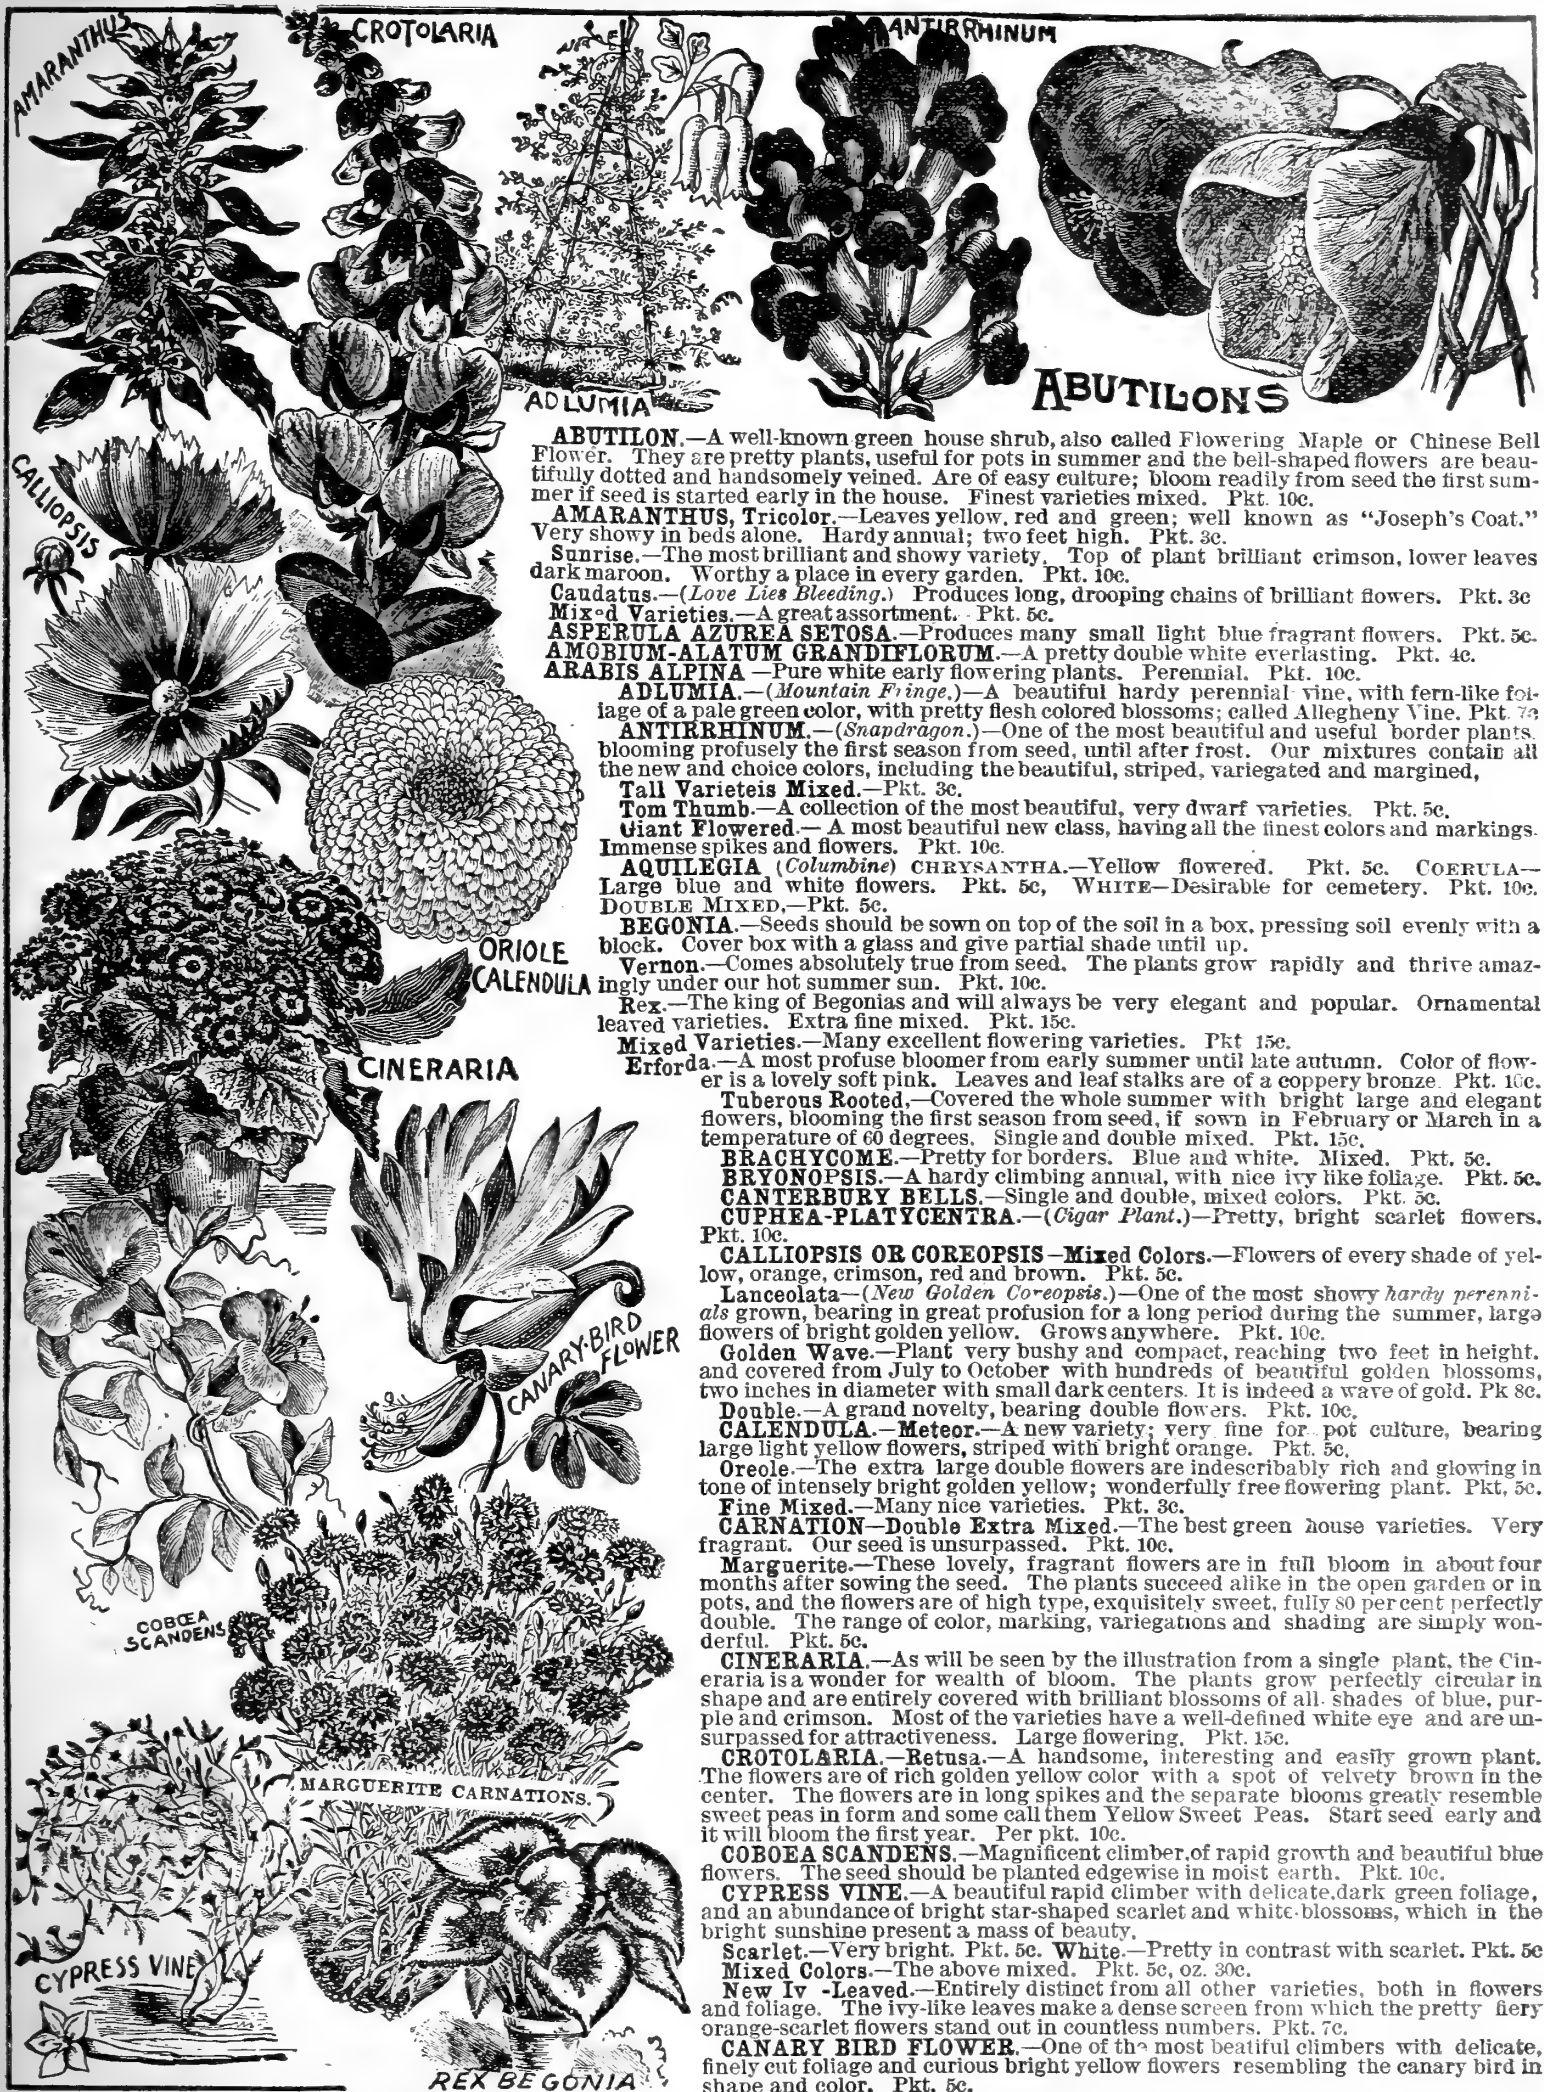 AMARANTHUS
CROTOLARIA
ANTIRRHINUM
ADLUMIA
ABUTILONS
CALLIOPSIS
ABUTILON.—A well-known green house shrub, also called Flowering Maple or Chinese Bell
Flower. They are pretty plants, useful for pots in summer and the bell-shaped flowers are beau-
tifully dotted and handsomely veined. Are of easy culture; bloom readily from seed the first sum-
mer if seed is started early in the house. Finest varieties mixed. Pkt. 10c.
AMARANTHUS, Tricolor.—Leaves yellow, red and green; well known as "Joseph's Coat."
Very showy in beds alone. Hardy annual; two feet high. Pkt. 3c.
Sunrise.—The most brilliant and showy variety. Top of plant brilliant crimson, lower leaves
dark maroon. Worthy a place in every garden. Pkt. 10c.
Caudatus.—(Love Lies Bleeding.) Produces long, drooping chains of brilliant flowers. Pkt. 3c
Mixed Varieties.—A great assortment. Pkt. 5c.
ASPERULA AZUREA SETOSA.—Produces many small light blue fragrant flowers. Pkt. 5c.
AMOBIUM-ALATUM GRANDIFLORUM.—A pretty double white everlasting. Pkt. 4c.
ARABIS ALPINA—Pure white early flowering plants. Perennial. Pkt. 10c.
ADLUMIA.—(Mountain Fringe.)—A beautiful hardy perennial vine, with fern-like fol-
iage of a pale green color, with pretty flesh colored blossoms; called Allegheny Vine. Pkt. 7c
ANTIRRHINUM.—(Snapdragon.)—One of the most beautiful and useful border plants.
blooming profusely the first season from seed, until after frost. Our mixtures contain all
the new and choice colors, including the beautiful, striped, variegated and margined,
Tall Varieteis Mixed.—Pkt. 3c.
Tom Thumb.—A collection of the most beautiful, very dwarf varieties. Pkt. 5c.
Giant Flowered.—A most beautiful new class, having all the finest colors and markings.
Immense spikes and flowers. Pkt. 10c.
AQUILEGIA (Columbine) CHRYSANTHA.—Yellow flowered. Pkt. 5c. COERULA—
Large blue and white flowers. Pkt. 5c, WHITE—Desirable for cemetery. Pkt. 10c.
DOUBLE MIXED,—Pkt. 5c.
BEGONIA.—Seeds should be sown on top of the soil in a box, pressing soil evenly with a
block. Cover box with a glass and give partial shade until up.
Vernon.—Comes absolutely true from seed. The plants grow rapidly and thrive amaz-
ingly under our hot summer sun. Pkt. 10c.
Rex.—The king of Begonias and will always be very elegant and popular. Ornamental
leaved varieties. Extra fine mixed. Pkt. 15c.
Mixed Varieties.—Many excellent flowering varieties. Pkt 15c.
Erforda.—A most profuse bloomer from early summer until late autumn. Color of flow-
er is a lovely soft pink. Leaves and leaf stalks are of a coppery bronze. Pkt. 10c.
Tuberous Rooted,—Covered the whole summer with bright large and elegant
flowers, blooming the first season from seed, if sown in February or March in a
temperature of 60 degrees. Single and double mixed. Pkt. 15c.
BRACHYCOME.—Pretty for borders. Blue and white. Mixed. Pkt. 5c.
BRYONOPSIS.—A hardy climbing annual, with nice ivy like foliage. Pkt. 5c.
CANTERBURY BELLS.—Single and double, mixed colors. Pkt. 5c.
CUPHEA-PLATYCENTRA.—(Cigar Plant.)—Pretty, bright scarlet flowers.
Pkt. 10c.
CALLIOPSIS OR COREOPSIS—Mixed Colors.—Flowers of every shade of yel-
low, orange, crimson, red and brown. Pkt. 5c.
Lanceolata—(New Golden Coreopsis.)—One of the most showy hardy perenni-
als grown, bearing in great profusion for a long period during the summer, large
flowers of bright golden yellow. Grows anywhere. Pkt. 10c.
Golden Wave.—Plant very bushy and compact, reaching two feet in height.
and covered from July to October with hundreds of beautiful golden blossoms,
two inches in diameter with small dark centers. It is indeed a wave of gold. Pk 8c.
Double.—A grand novelty, bearing double flowers. Pkt. 10c.
CALENDULA.—Meteor.—A new variety; very fine for pot culture, bearing
large light yellow flowers, striped with bright orange. Pkt. 5c.
Oreole.—The extra large double flowers are indescribably rich and glowing in
tone of intensely bright golden yellow; wonderfully free flowering plant. Pkt, 5c.
Fine Mixed.—Many nice varieties. Pkt. 3c.
CARNATION—Double Extra Mixed.—The best green house varieties. Very
fragrant. Our seed is unsurpassed. Pkt. 10c.
Marguerite.—These lovely, fragrant flowers are in full bloom in about four
months after sowing the seed. The plants succeed alike in the open garden or in
pots, and the flowers are of high type, exquisitely sweet, fully 80 per cent perfectly
double. The range of color, marking, variegations and shading are simply won-
derful. Pkt. 5c.
CINERARIA.—As will be seen by the illustration from a single plant, the Cin-
eraria is a wonder for wealth of bloom. The plants grow perfectly circular in
shape and are entirely covered with brilliant blossoms of all shades of blue, pur-
ple and crimson. Most of the varieties have a well-defined white eye and are un-
surpassed for attractiveness. Large flowering. Pkt. 15c.
CROTOLARIA.—Retusa.—A handsome, interesting and easily grown plant.
The flowers are of rich golden yellow color with a spot of velvety brown in the
center. The flowers are in long spikes and the separate blooms greatly resemble
sweet peas in form and some call them Yellow Sweet Peas. Start seed early and
it will bloom the first year. Per pkt. 10c.
COBOEA SCANDENS.—Magnificent climber, of rapid growth and beautiful blue
flowers. The seed should be planted edgewise in moist earth. Pkt. 10c.
CYPRESS VINE.—A beautiful rapid climber with delicate, dark green foliage,
and an abundance of bright star-shaped scarlet and white blossoms, which in the
bright sunshine present a mass of beauty.
Scarlet.—Very bright. Pkt. 5c. White.—Pretty in contrast with scarlet. Pkt. 5c
Mixed Colors.—The above mixed. Pkt. 5c, oz. 30c.
New Iv -Leaved.—Entirely distinct from all other varieties, both in flowers
and foliage. The ivy-like leaves make a dense screen from which the pretty fiery
orange-scarlet flowers stand out in countless numbers. Pkt. 7c.
CANARY BIRD FLOWER.—One of the most beatiful climbers with delicate,
finely cut foliage and curious bright yellow flowers resembling the canary bird in
shape and color. Pkt. 5c.
ORIOLE
CALENDULA
CINERARIA
CANARY-BIRD
FLOWER
COBŒA
SCANDENS
MARGUERITE CARNATIONS.
CYPRESS VINE
REX BEGONIA